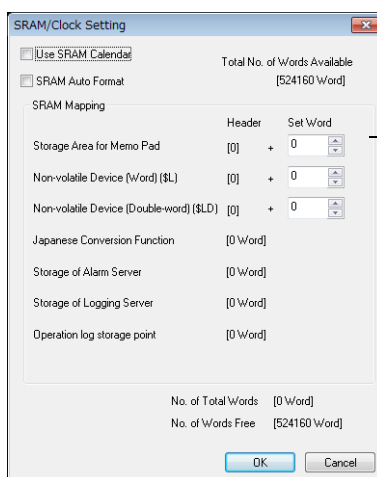 SRAM/Clock Setting
Use SRAM Calendar
Total No. of Words Available
SRAM Auto Format [524160 Word]
SRAM Mapping
Header Set Word
Storage Area for Memo Pad [0] + 0
Non-volatile Device (Word) ($L) [0] + 0
Non-volatile Device (Double-word) ($LD) [0] + 0
Japanese Conversion Function [0 Word]
Storage of Alarm Server [0 Word]
Storage of Logging Server [0 Word]
Operation log storage point [0 Word]
No. of Total Words [0 Word]
No. of Words Free [524160 Word]
OK Cancel